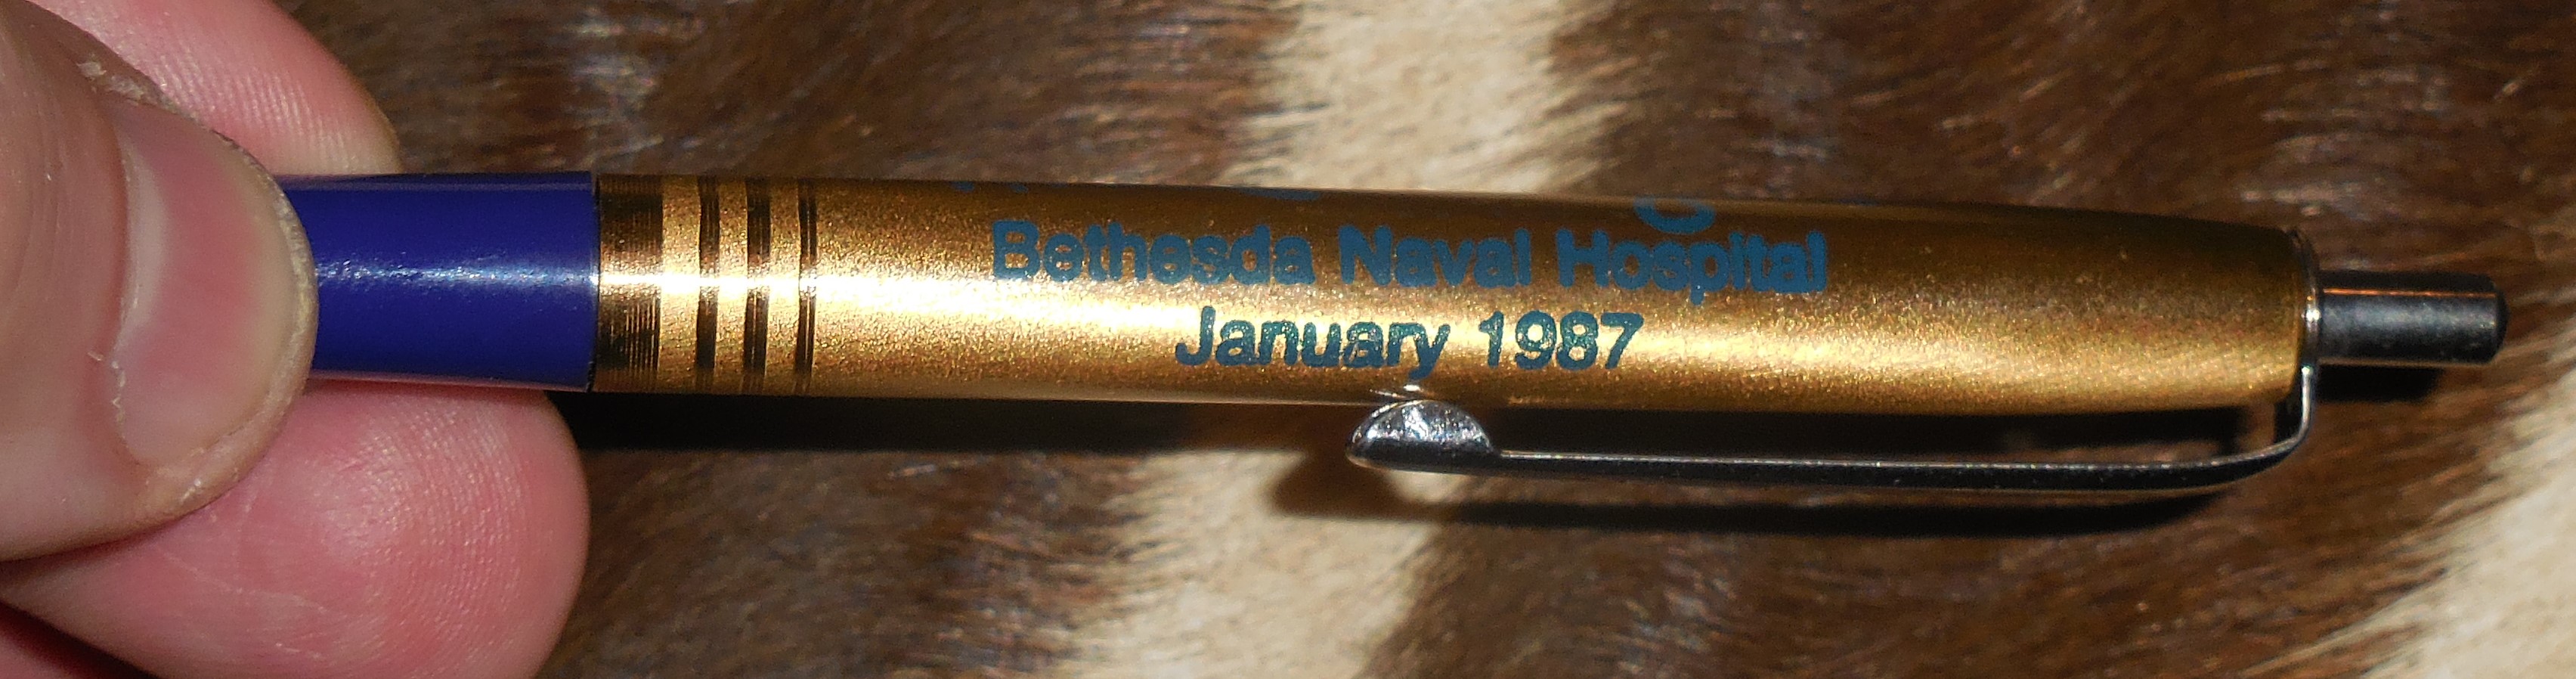 Bethesda Naval Hospital
January 1987